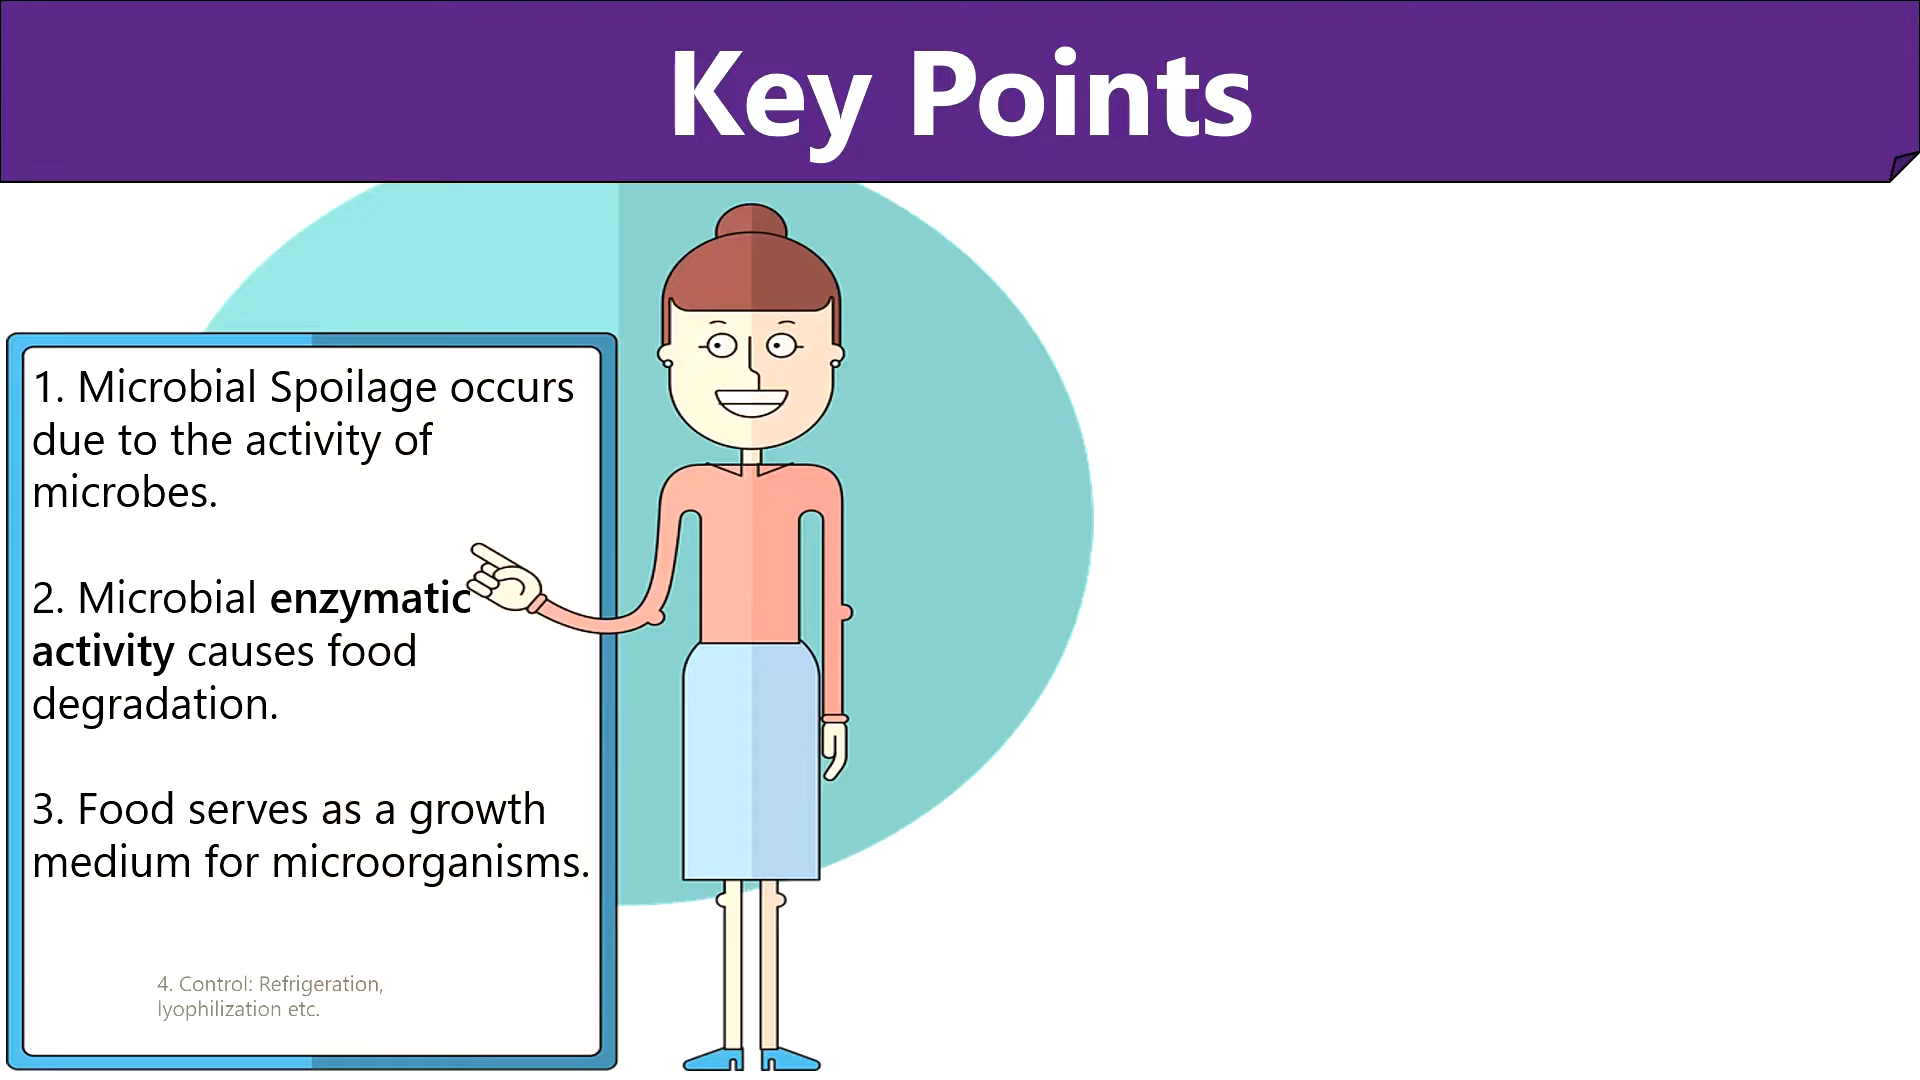 Key Points
1. Microbial Spoilage occurs
due to the activity of
microbes.
2. Microbial enzymatic
activity causes food
degradation.
3. Food serves as a growth
medium for microorganisms.
4. Control: Refrigeration,
lyophilization etc.